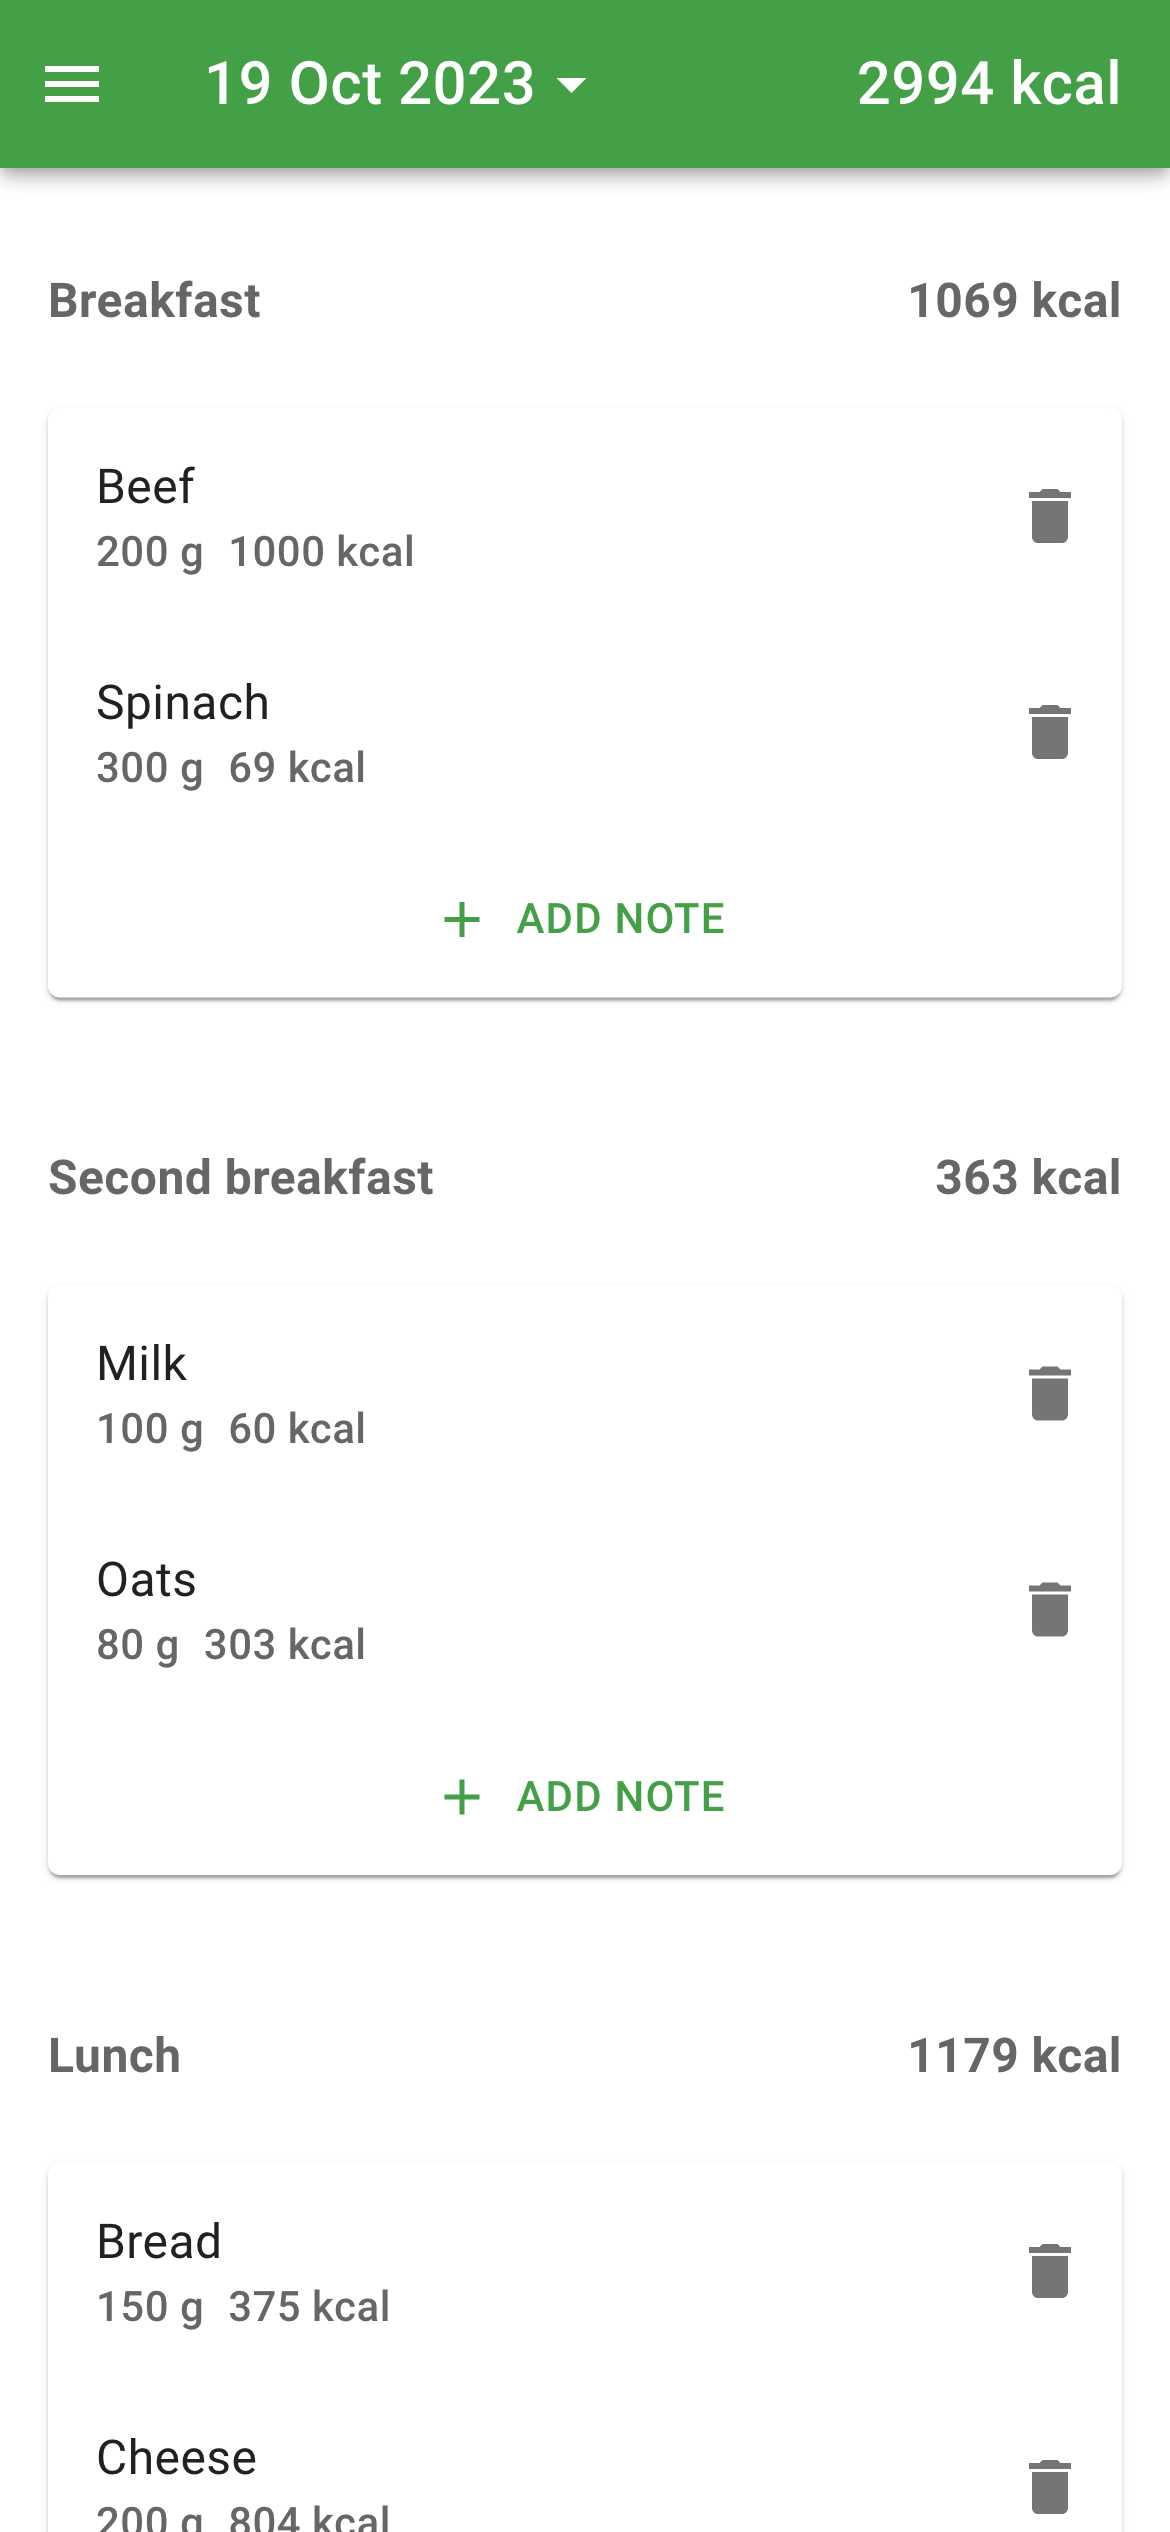 19 Oct 2023 2994 kcal
Breakfast 1069 kcal
Beef
200 g 1000 kcal
Spinach
300 g 69 kcal
ADD NOTE
Second breakfast 363 kcal
Milk
100 g 60 kcal
Oats
80 g 303 kcal
ADD NOTE
Lunch 1179 kcal
Bread
150 g 375 kcal
Cheese
200 g 804 kcal